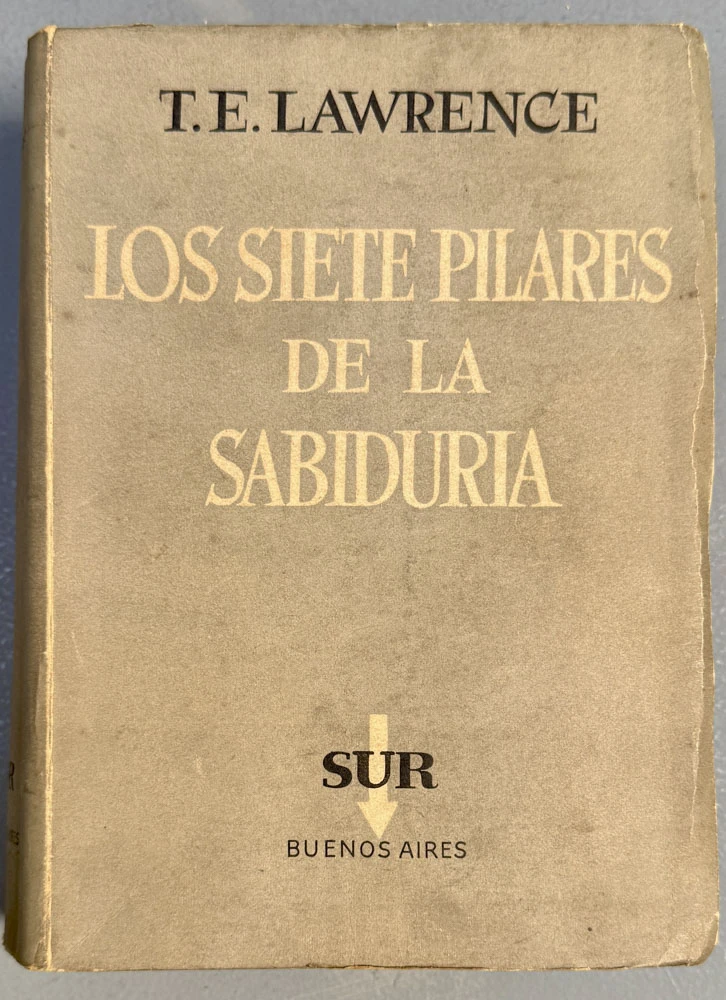 T. E. LAWRENCE
LOS SIETE PILARES
DE LA
SABIDURIA
SUR
BUENOS AIRES